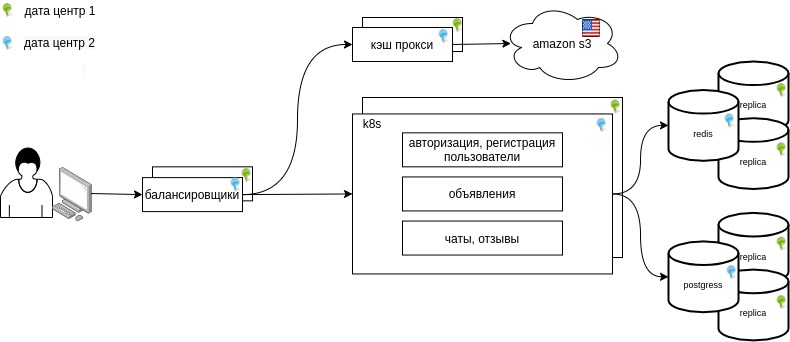 дата центр 1
дата центр 2
кэш прокси
amazon s3
k8s
авторизация, регистрация
пользователи
балансировщики
объявления
чаты, отзывы
replica
redis
replica
replica
postgress
replica